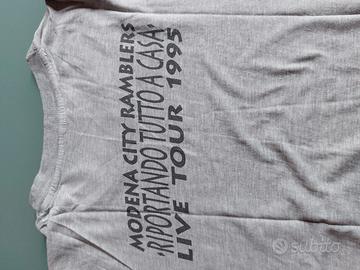 MODENA CITY RAMBLERS
'RIPORTANDO TUTTO A CASA'
LIVE TOUR 1995
subito